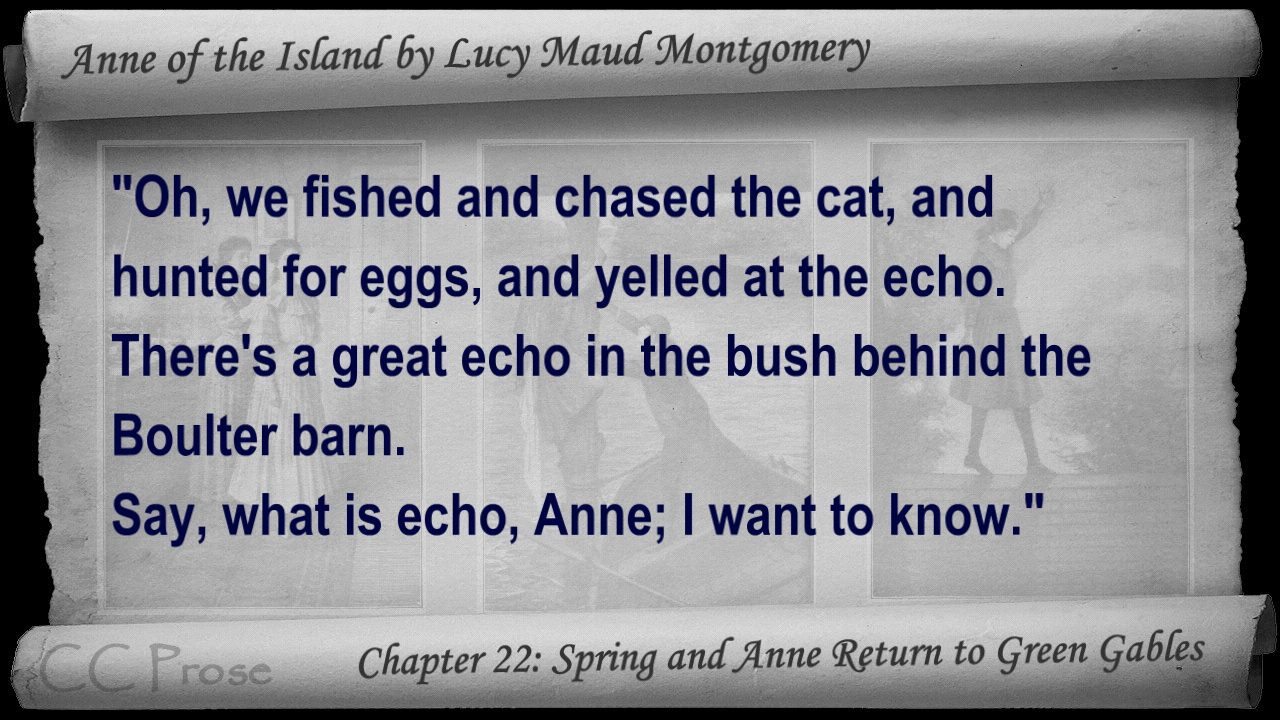 Anne of the Island by Lucy Maud Montgomery
"Oh, we fished and chased the cat, and
hunted for eggs, and yelled at the echo.
There's a great echo in the bush behind the
Boulter barn.
Say, what is echo, Anne; I want to know."
CC Prose
Chapter 22: Spring and Anne Return to Green Gables